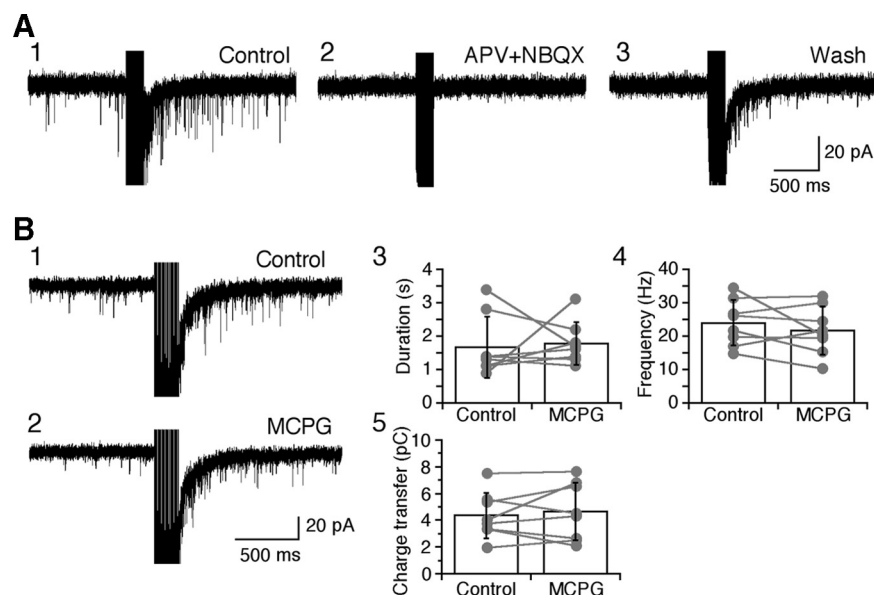 A
1 Control
2 APV+NBQX
3 Wash
20 pA
500 ms
B
1 Control
2 MCPG
20 pA
500 ms
3
Duration (s)
4
3
2
1
0
Control MCPG
4
Frequency (Hz)
40
30
20
10
0
Control MCPG
5
Charge transfer (pC)
10
8
6
4
2
0
Control MCPG